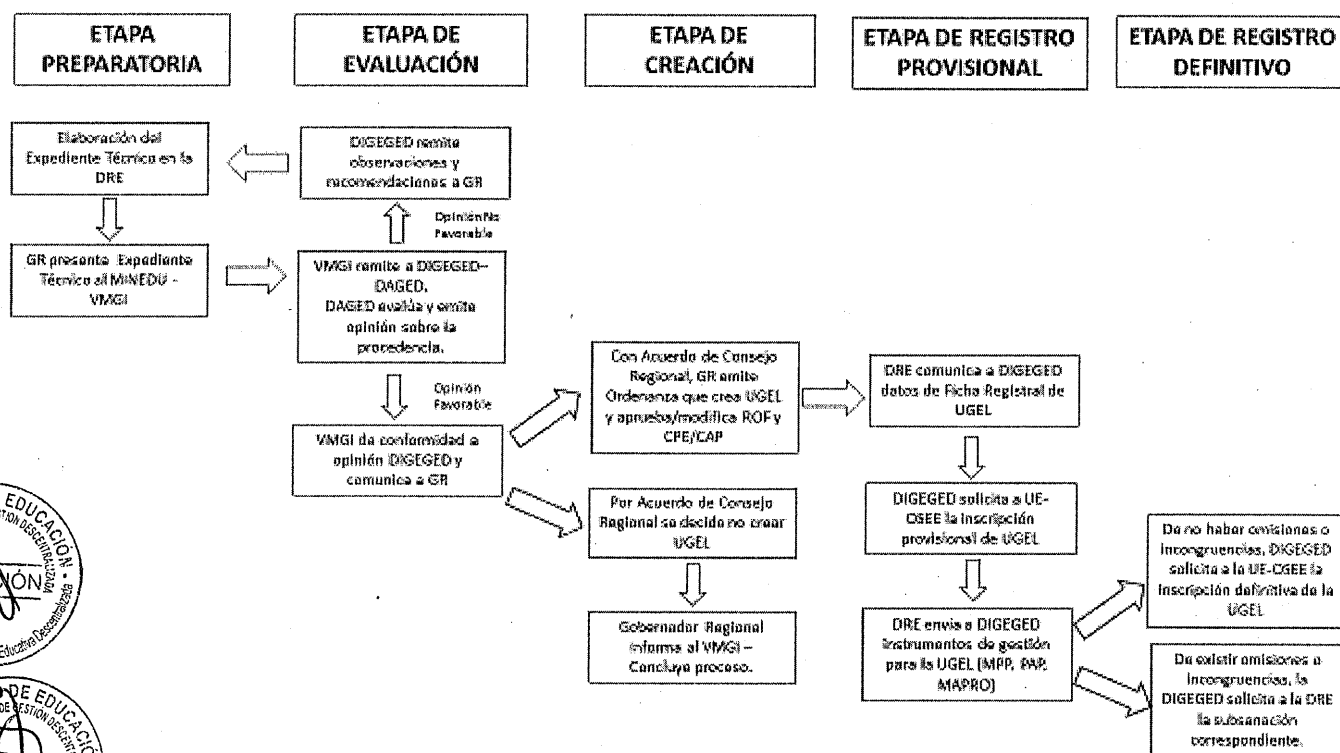 ETAPA
PREPARATORIA
ETAPA DE
EVALUACIÓN
ETAPA DE
CREACIÓN
ETAPA DE REGISTRO
PROVISIONAL
ETAPA DE REGISTRO
DEFINITIVO
Elaboración del
Expediente Técnico en la
DRE
GR presenta Expediente
Técnico al MINEDU -
VMGI
DIGEGED remite
observaciones y
recomendaciones a GR
Opinión No
Favorable
VMGI remite a DIGEGED–
DAGED.
DAGED evalúa y emite
opinión sobre la
procedencia.
Opinión
Favorable
VMGI da conformidad a
opinión DIGEGED y
comunica a GR
Con Acuerdo de Consejo
Regional, GR emite
Ordenanza que crea UGEL
y aprueba/modifica ROF y
CPE/CAP
Por Acuerdo de Consejo
Regional se decide no crear
UGEL
Gobernador Regional
informa al VMGI –
Concluye proceso.
DRE comunica a DIGEGED
datos de Ficha Registral de
UGEL
DIGEGED solicita a UE-
OSEE la inscripción
provisional de UGEL
DRE envía a DIGEGED
instrumentos de gestión
para la UGEL (MPP, PAP,
MAPRO)
De no haber omisiones o
incongruencias, DIGEGED
solicita a la UE-OSEE la
inscripción definitiva de la
UGEL
De existir omisiones o
incongruencias, la
DIGEGED solicita a la DRE
la subsanación
correspondiente.
EDUCACIÓN
GESTIÓN DESCENTRALIZADA
Educativa Descentralizada
DE EDUCACIÓN